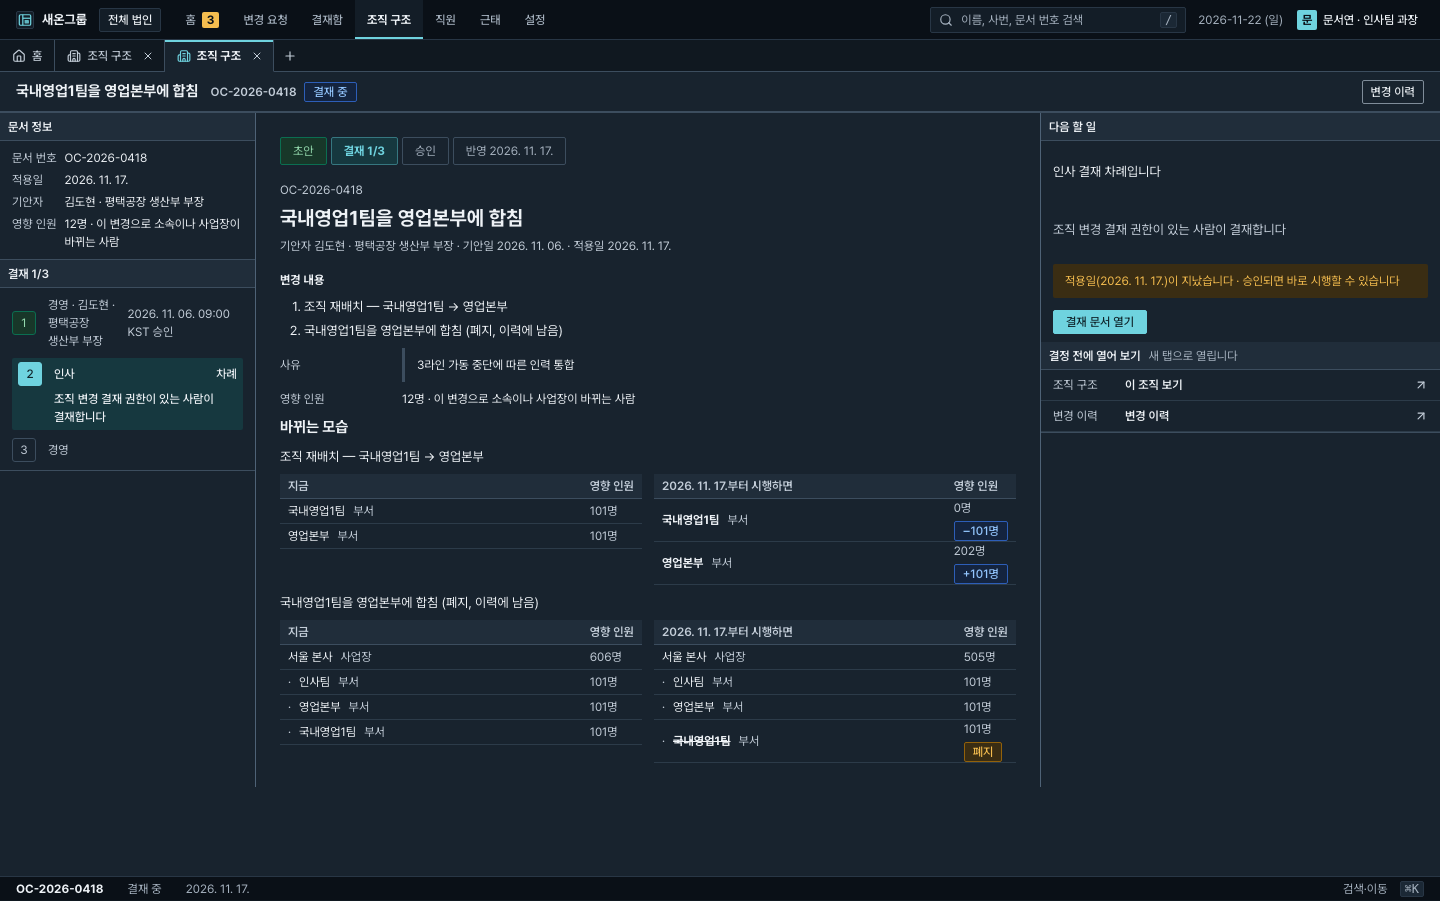 새온그룹 전체 법인 홈 3 변경 요청 결재함 조직 구조 직원 근태 설정 이름, 사번, 문서 번호 검색 / 2026-11-22 (일) 문 문서연 · 인사팀 과장
홈 조직 구조 조직 구조
국내영업1팀을 영업본부에 합침 OC-2026-0418 결재 중 변경 이력
문서 정보
문서 번호 OC-2026-0418
적용일 2026. 11. 17.
기안자 김도현 · 평택공장 생산부 부장
영향 인원 12명 · 이 변경으로 소속이나 사업장이
바뀌는 사람
결재 1/3
1 경영 · 김도현 ·
평택공장
생산부 부장
2026. 11. 06. 09:00
KST 승인
2 인사 차례
조직 변경 결재 권한이 있는 사람이
결재합니다
3 경영
초안 결재 1/3 승인 반영 2026. 11. 17.
OC-2026-0418
국내영업1팀을 영업본부에 합침
기안자 김도현 · 평택공장 생산부 부장 · 기안일 2026. 11. 06. · 적용일 2026. 11. 17.
변경 내용
1. 조직 재배치 — 국내영업1팀 → 영업본부
2. 국내영업1팀을 영업본부에 합침 (폐지, 이력에 남음)
사유 3라인 가동 중단에 따른 인력 통합
영향 인원 12명 · 이 변경으로 소속이나 사업장이 바뀌는 사람
바뀌는 모습
조직 재배치 — 국내영업1팀 → 영업본부
지금 영향 인원
국내영업1팀 부서 101명
영업본부 부서 101명
2026. 11. 17.부터 시행하면 영향 인원
국내영업1팀 부서 0명
−101명
영업본부 부서 202명
+101명
국내영업1팀을 영업본부에 합침 (폐지, 이력에 남음)
지금 영향 인원
서울 본사 사업장 606명
· 인사팀 부서 101명
· 영업본부 부서 101명
· 국내영업1팀 부서 101명
2026. 11. 17.부터 시행하면 영향 인원
서울 본사 사업장 505명
· 인사팀 부서 101명
· 영업본부 부서 101명
· 국내영업1팀 부서 101명
폐지
다음 할 일
인사 결재 차례입니다
조직 변경 결재 권한이 있는 사람이 결재합니다
적용일(2026. 11. 17.)이 지났습니다 · 승인되면 바로 시행할 수 있습니다
결재 문서 열기
결정 전에 열어 보기 새 탭으로 열립니다
조직 구조 이 조직 보기
변경 이력 변경 이력
OC-2026-0418 결재 중 2026. 11. 17. 검색·이동 ⌘K